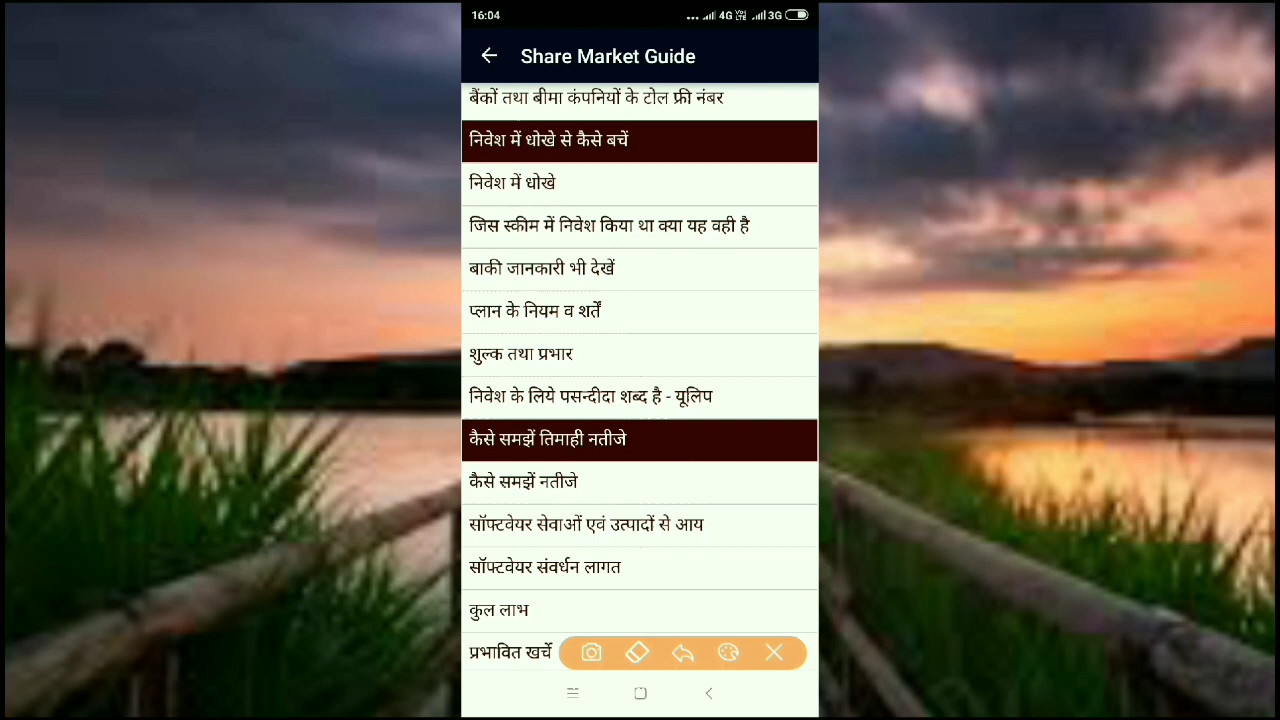 16:04
4G VoLTE 3G
Share Market Guide
बैंकों तथा बीमा कंपनियों के टोल फ्री नंबर
निवेश में धोखे से कैसे बचें
निवेश में धोखे
जिस स्कीम में निवेश किया था क्या यह वही है
बाकी जानकारी भी देखें
प्लान के नियम व शर्तें
शुल्क तथा प्रभार
निवेश के लिये पसन्दीदा शब्द है - यूलिप
कैसे समझें तिमाही नतीजे
कैसे समझें नतीजे
सॉफ्टवेयर सेवाओं एवं उत्पादों से आय
सॉफ्टवेयर संवर्धन लागत
कुल लाभ
प्रभावित खर्चे